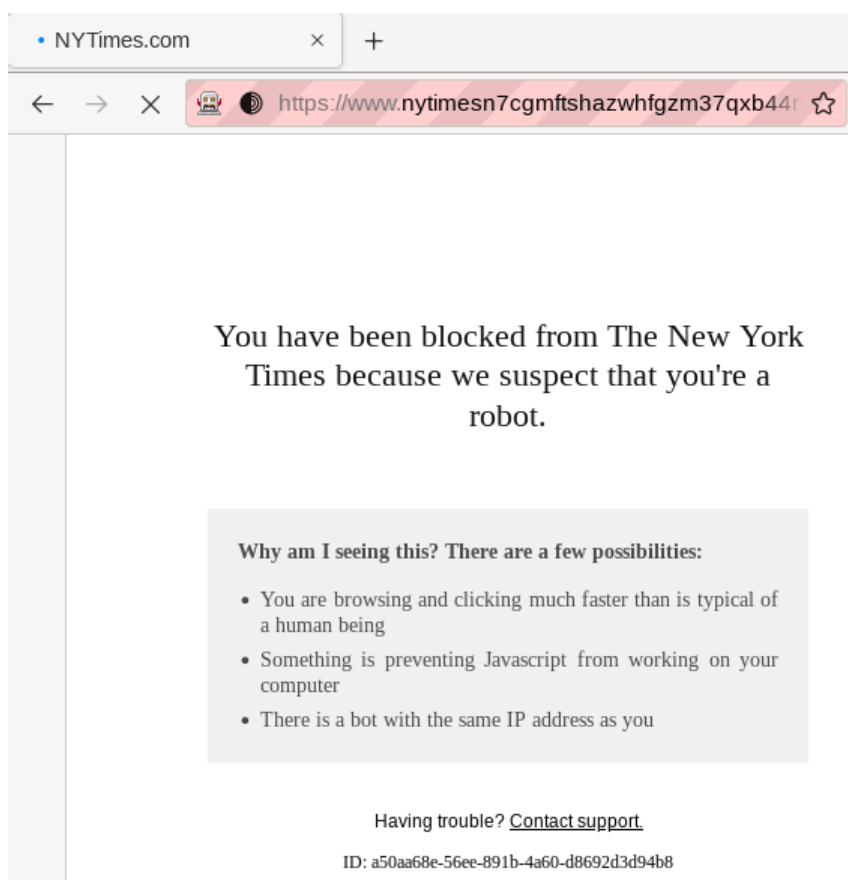 NYTimes.com
https://www.nytimesn7cgmftshazwhfgzm37qxb44r
You have been blocked from The New York
Times because we suspect that you're a
robot.
Why am I seeing this? There are a few possibilities:
• You are browsing and clicking much faster than is typical of
a human being
• Something is preventing Javascript from working on your
computer
• There is a bot with the same IP address as you
Having trouble? Contact support.
ID: a50aa68e-56ee-891b-4a60-d8692d3d94b8